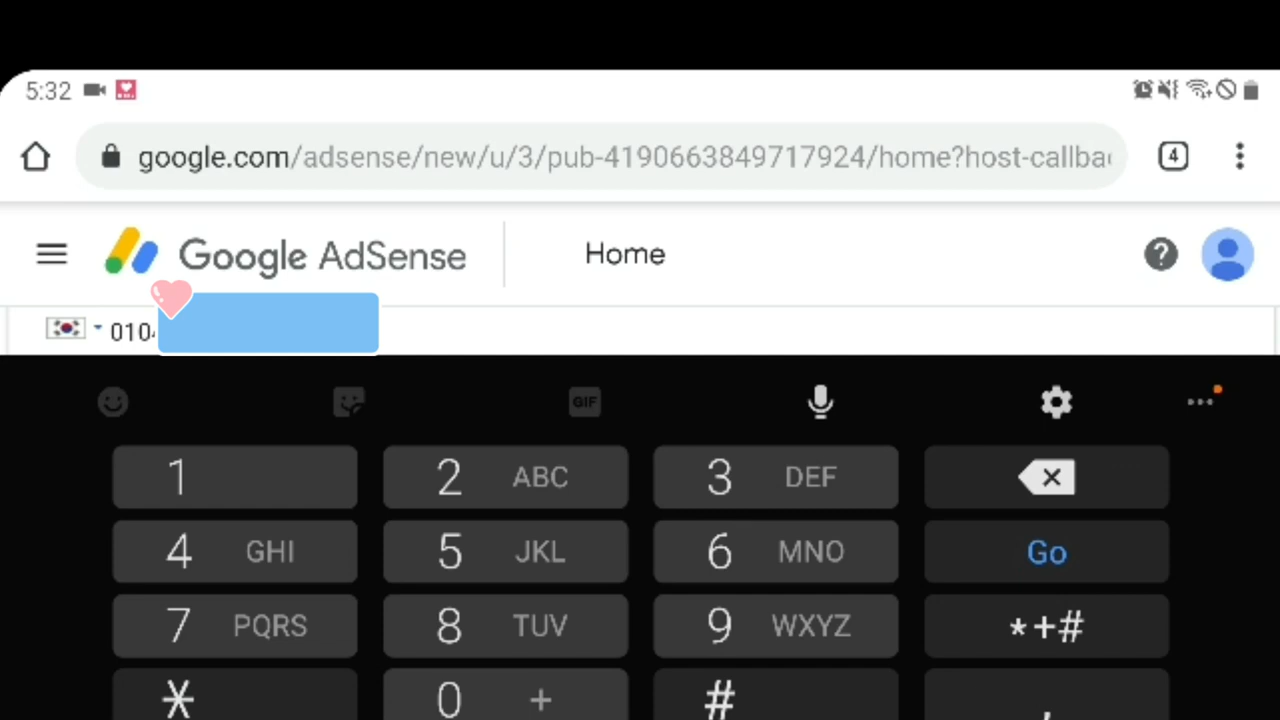 5:32
google.com/adsense/new/u/3/pub-4190663849717924/home?host-callba
4
Google AdSense Home
010
GIF
1 2 ABC 3 DEF
4 GHI 5 JKL 6 MNO Go
7 PQRS 8 TUV 9 WXYZ *+#
* 0 + # ,